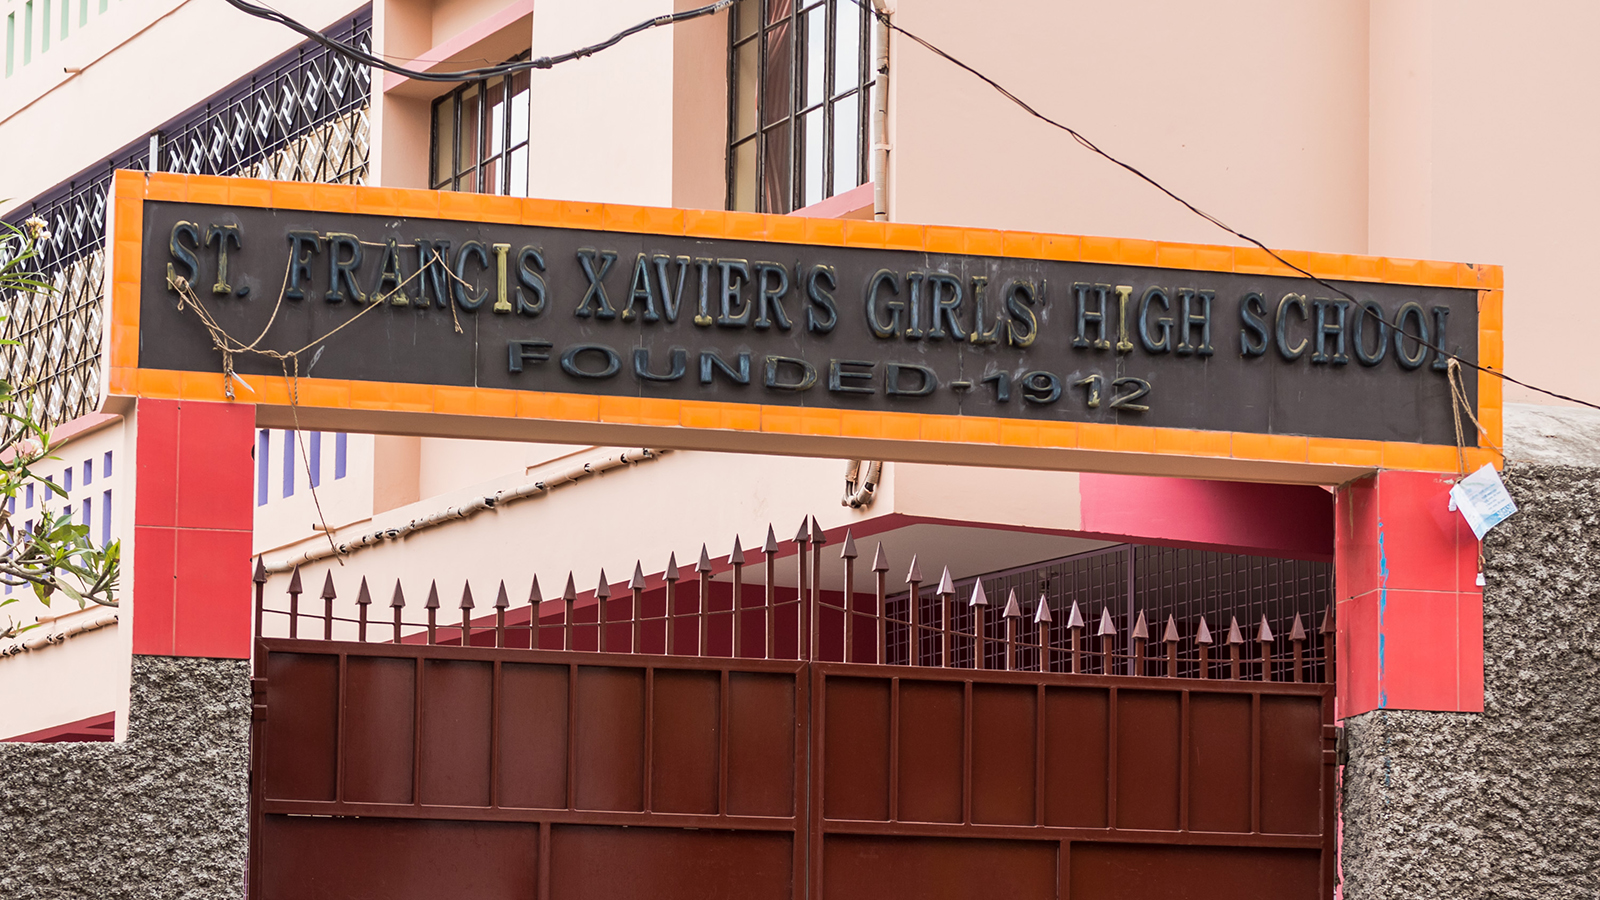 ST. FRANCIS XAVIER'S GIRLS' HIGH SCHOOL
FOUNDED-1912